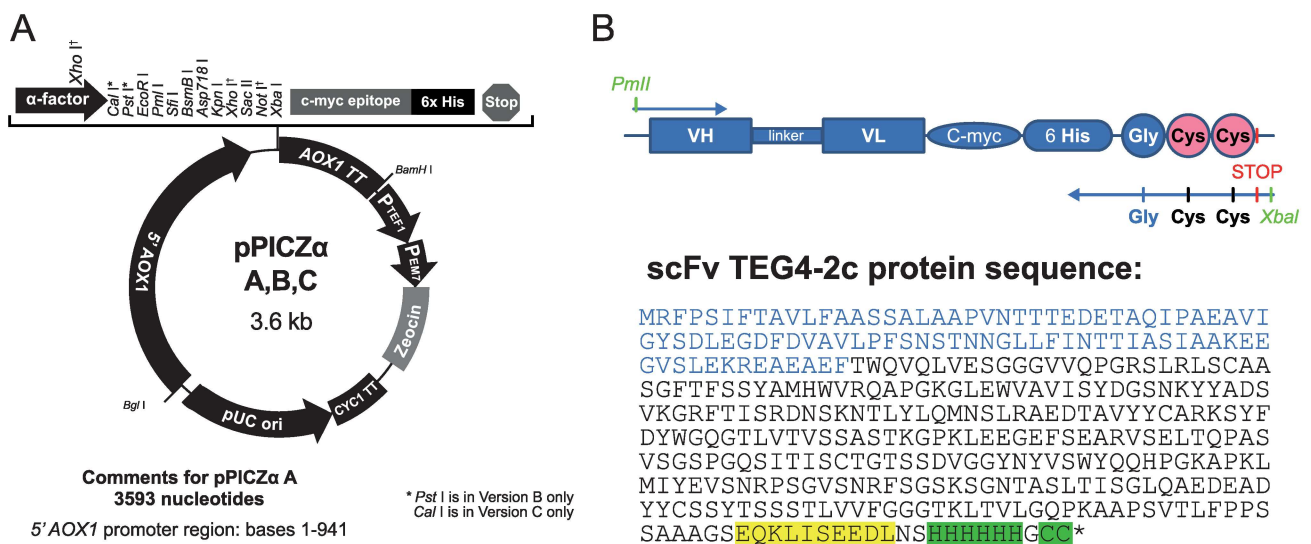 A
α-factor
Xho I†
Cal I*
Pst I*
EcoR I
Pml I
Sfi I
BsmB I
Asp718 I
Kpn I
Xho I†
Sac II
Not I†
Xba I
c-myc epitope
6x His
Stop
AOX1 TT
BamH I
PTEF1
PEM7
Zeocin
CYC1 TT
pUC ori
Bgl I
5' AOX1
pPICZα
A,B,C
3.6 kb
Comments for pPICZα A
3593 nucleotides
5' AOX1 promoter region: bases 1-941
* Pst I is in Version B only
Cal I is in Version C only
B
PmlI
VH
linker
VL
C-myc
6 His
Gly
Cys
Cys
STOP
Gly
Cys
Cys
XbaI
scFv TEG4-2c protein sequence:
MRFPSIFTAVLFAASSALAAPVNTTTEDETAQIPAEAVI
GYSDLEGDFDVAVLPFSNSTNNGLLFINTTIASIAAKEE
GVSLEKREAEAEFTWQVQLVESGGGVVQPGRSLRLSCAA
SGFTFSSYAMHWVRQAPGKGLEWVAVISYDGSNKYYADS
VKGRFTISRDNSKNTLYLQMNSLRAEDTAVYYCARKSYF
DYWGQGTLVTVSSASTKGPKLEEGEFSEARVSELTQPAS
VSGSPGQSITISCTGTSSDVGGYNYVSWYQQHPGKAPKL
MIYEVSNRPSGVSNRFSGSKSGNTASLTISGLQAEDEAD
YYCSSYTSSSTLVVFGGGTKLTVLGQPKAAPSVTLFPPS
SAAAGSEQKLISEEDLNSHHHHHHGCC*